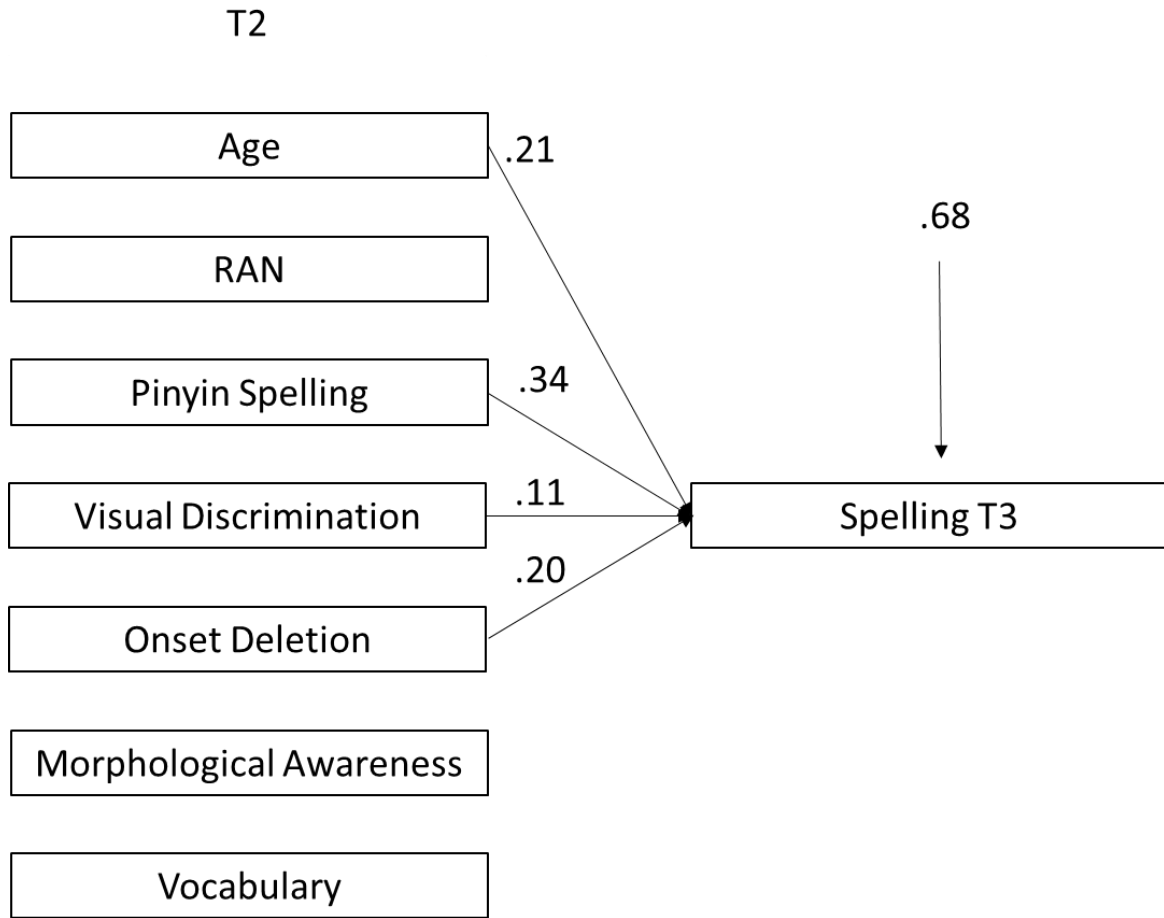 T2
Age
.21
.68
RAN
Pinyin Spelling
.34
Visual Discrimination
.11
Spelling T3
.20
Onset Deletion
Morphological Awareness
Vocabulary